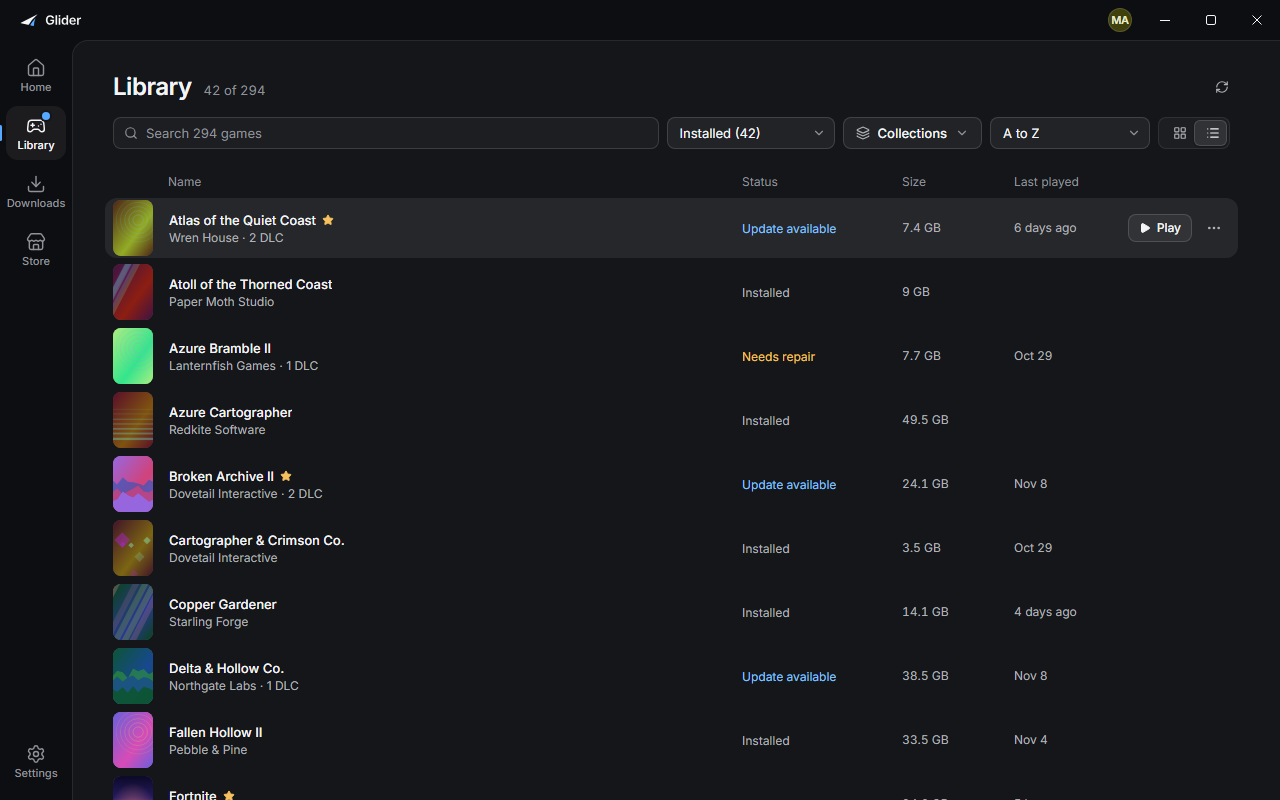 Glider
MA
Home
Library
Downloads
Store
Settings
Library 42 of 294
Search 294 games
Installed (42)
Collections
A to Z
Name Status Size Last played
Atlas of the Quiet Coast
Wren House · 2 DLC
Update available 7.4 GB 6 days ago Play
Atoll of the Thorned Coast
Paper Moth Studio
Installed 9 GB
Azure Bramble II
Lanternfish Games · 1 DLC
Needs repair 7.7 GB Oct 29
Azure Cartographer
Redkite Software
Installed 49.5 GB
Broken Archive II
Dovetail Interactive · 2 DLC
Update available 24.1 GB Nov 8
Cartographer & Crimson Co.
Dovetail Interactive
Installed 3.5 GB Oct 29
Copper Gardener
Starling Forge
Installed 14.1 GB 4 days ago
Delta & Hollow Co.
Northgate Labs · 1 DLC
Update available 38.5 GB Nov 8
Fallen Hollow II
Pebble & Pine
Installed 33.5 GB Nov 4
Fortnite